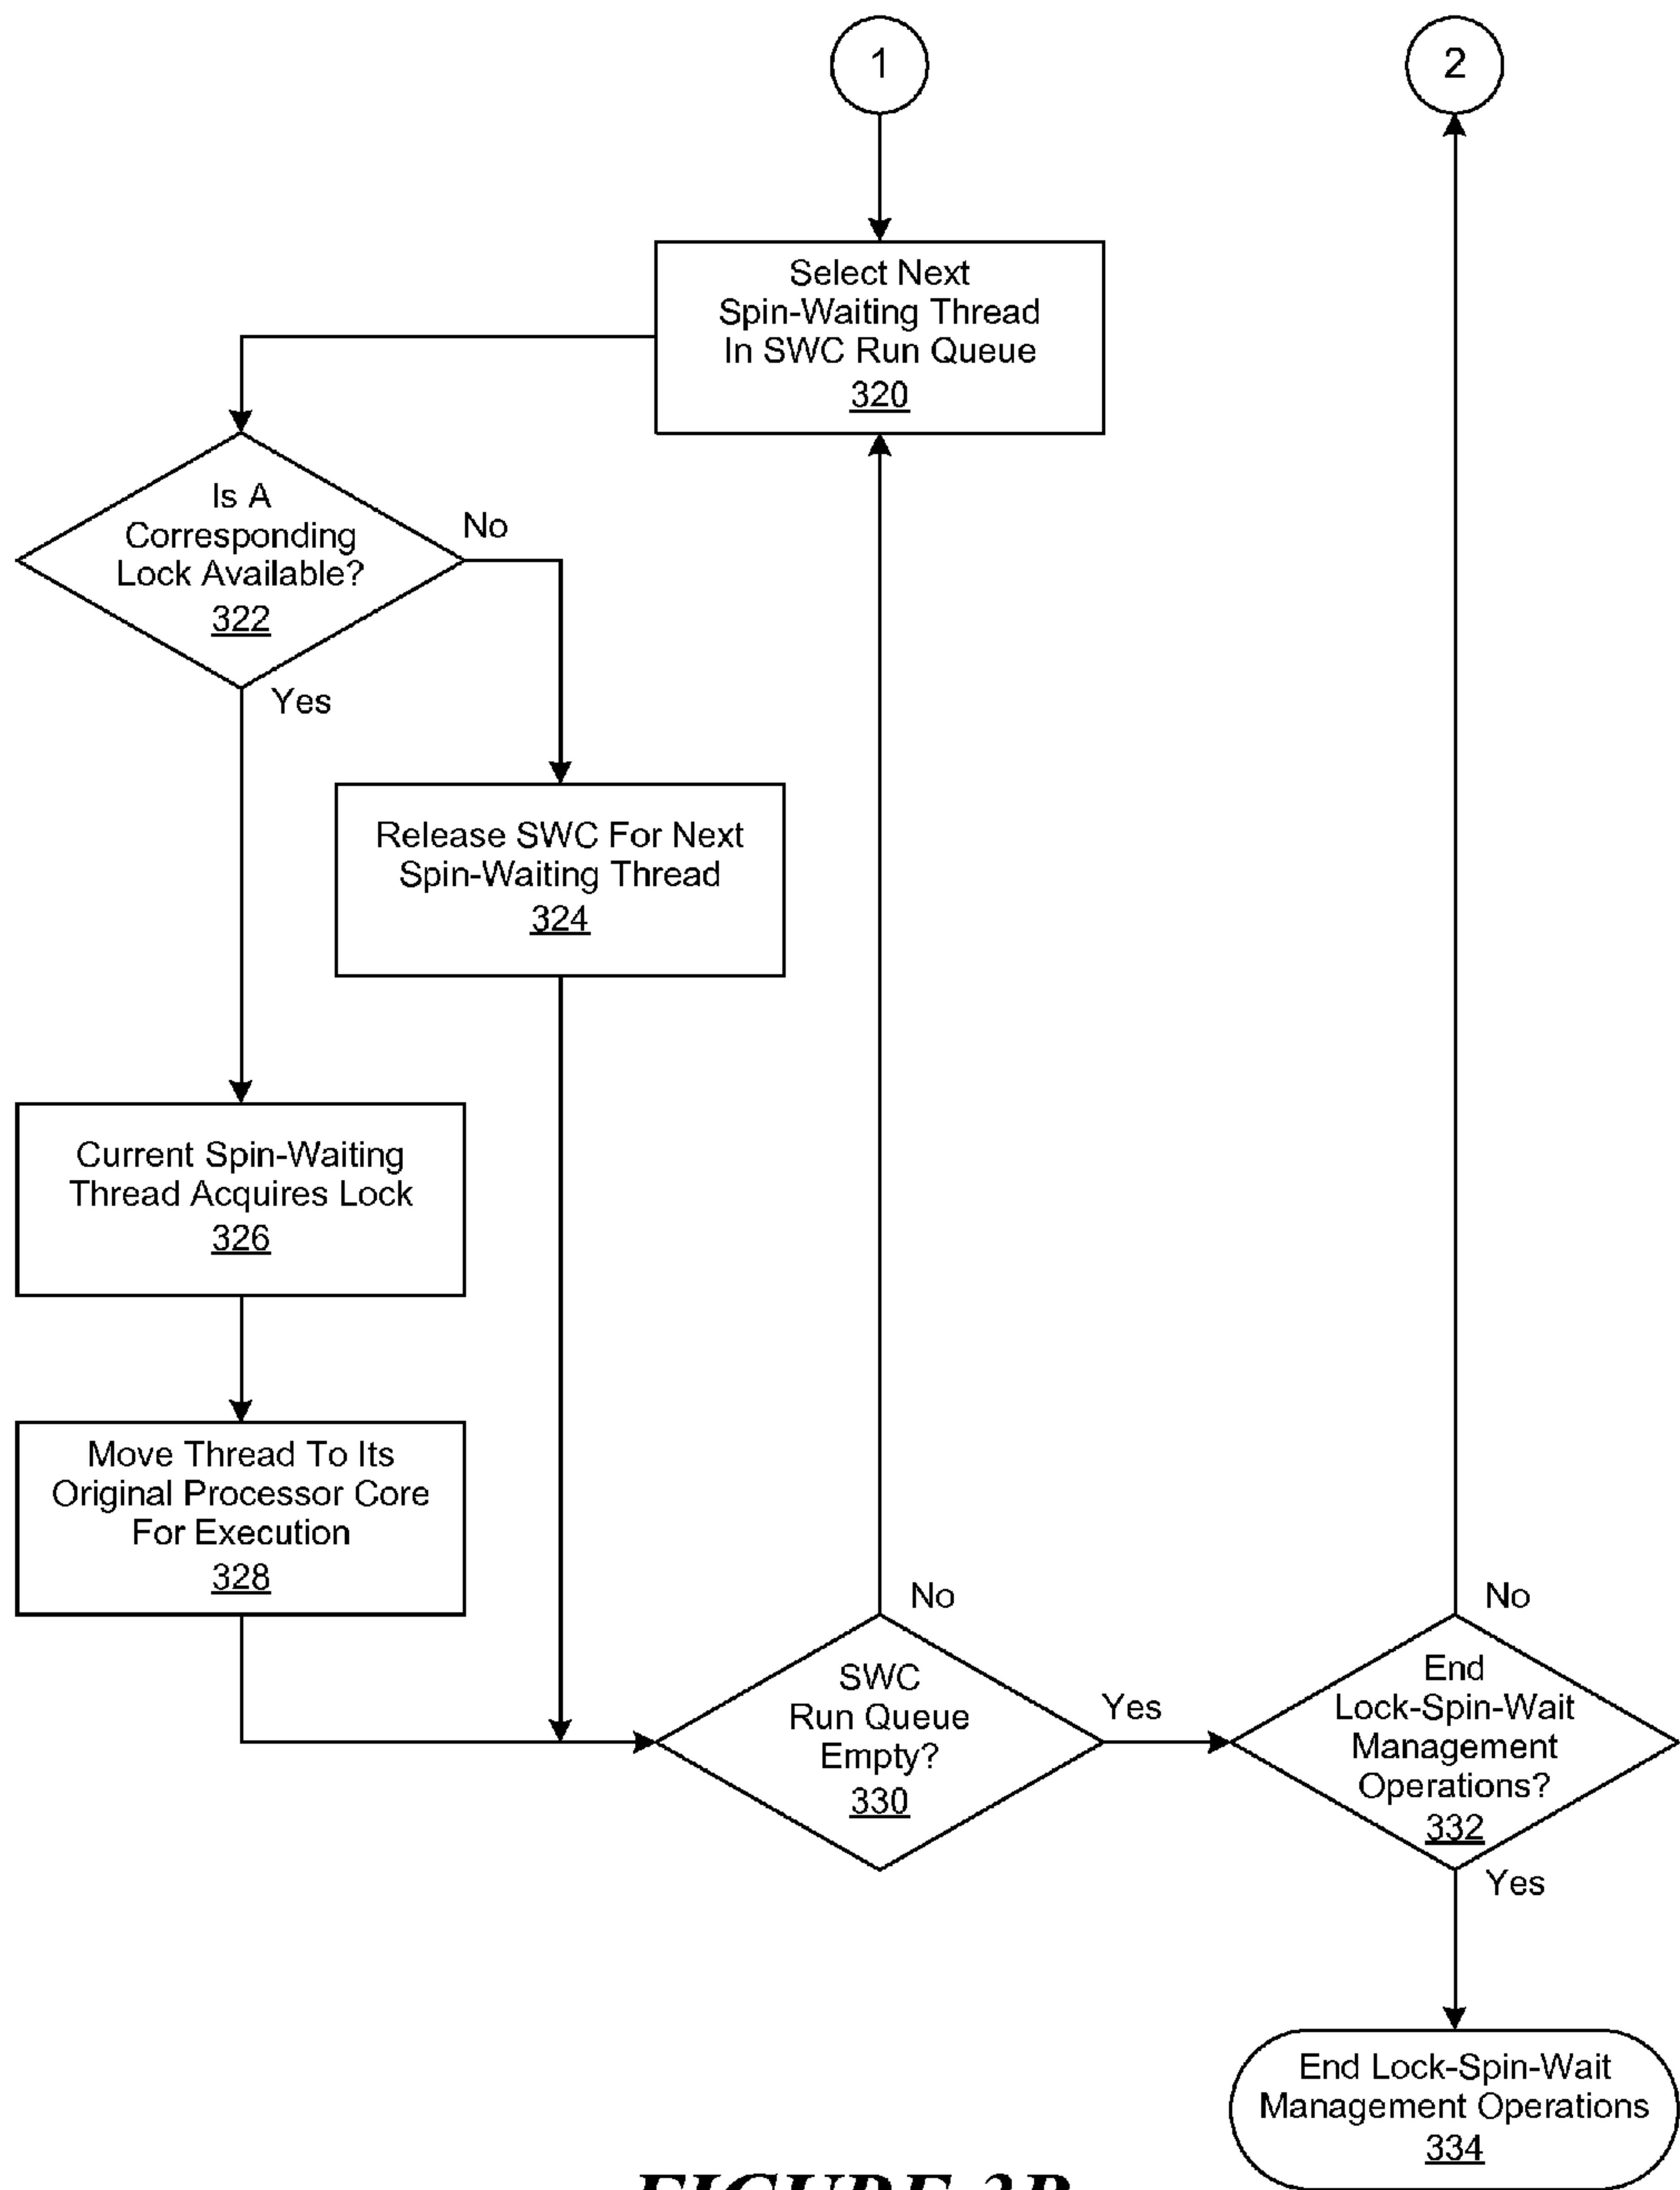 1
2
Select Next
Spin-Waiting Thread
In SWC Run Queue
320
Is A
Corresponding
Lock Available?
322
No
Yes
Release SWC For Next
Spin-Waiting Thread
324
Current Spin-Waiting
Thread Acquires Lock
326
Move Thread To Its
Original Processor Core
For Execution
328
No
SWC
Run Queue
Empty?
330
Yes
No
End
Lock-Spin-Wait
Management
Operations?
332
Yes
End Lock-Spin-Wait
Management Operations
334
FIGURE 3B